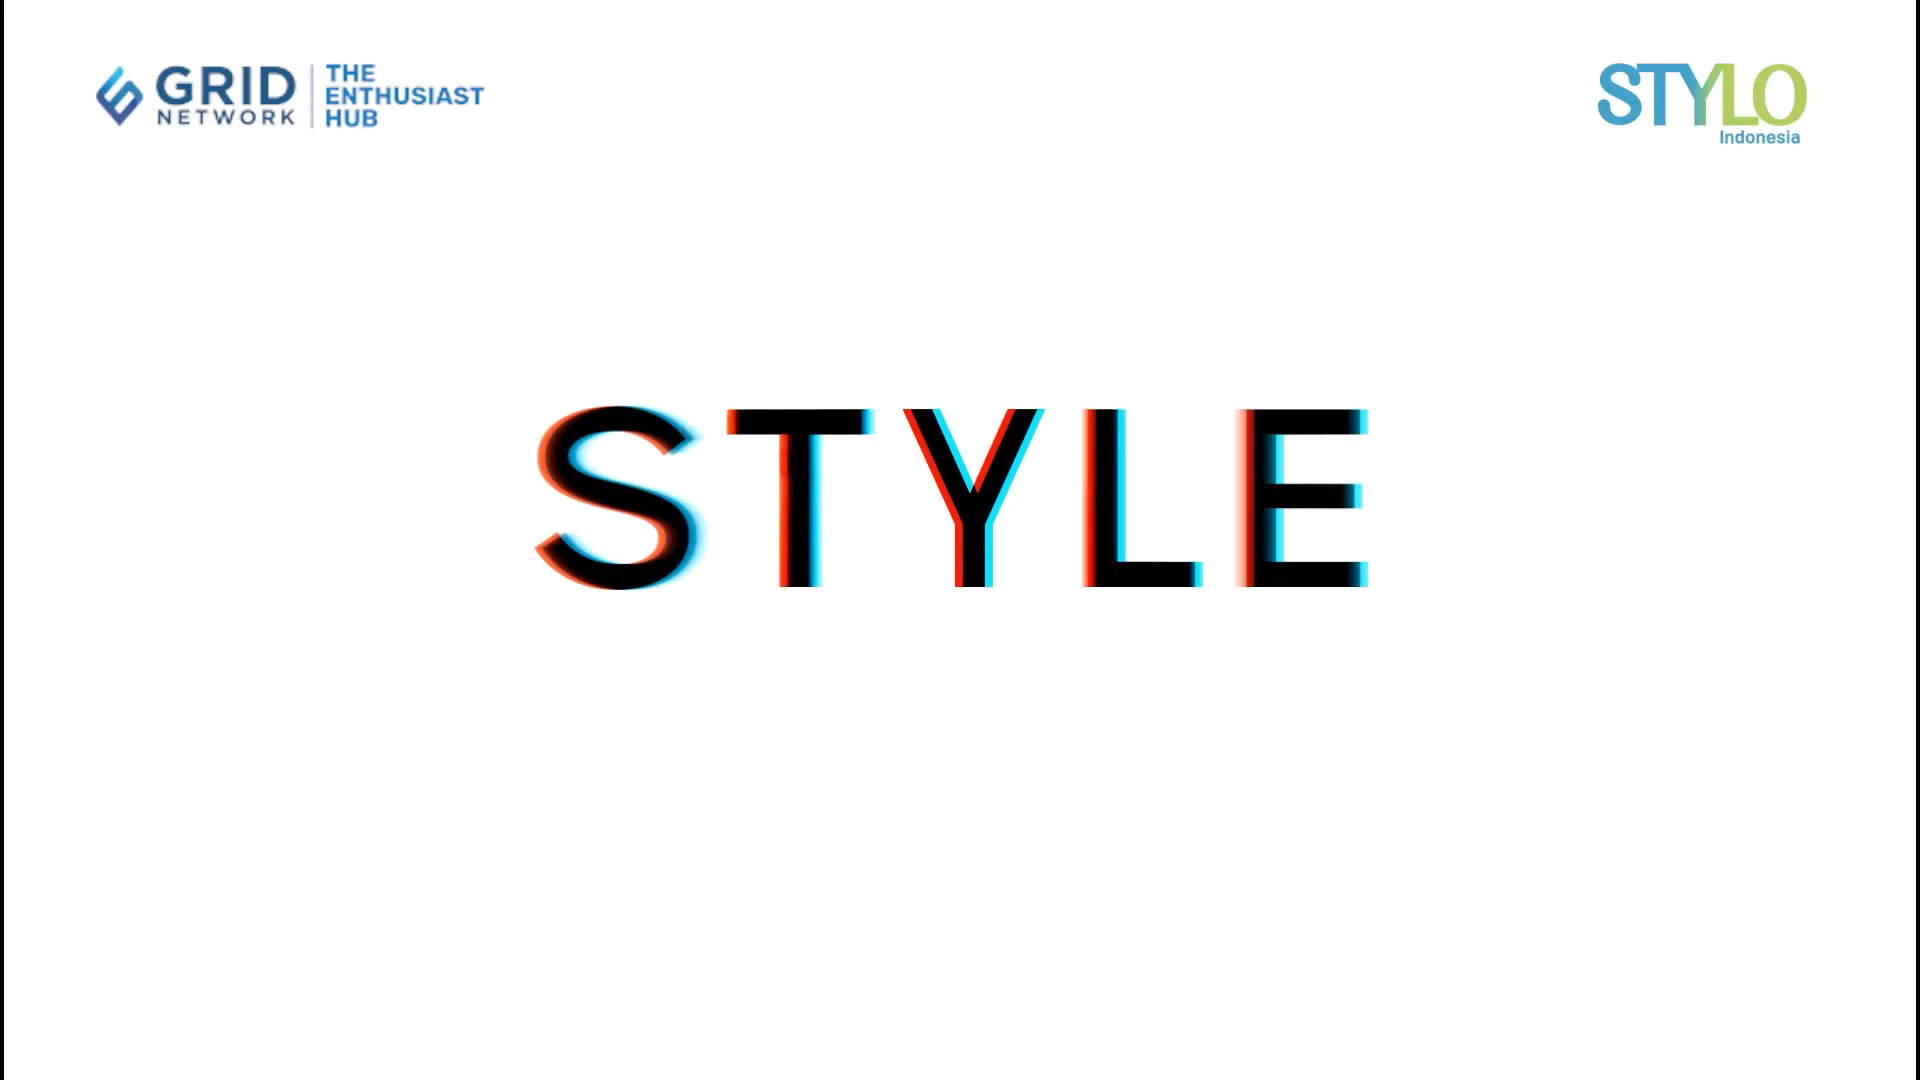 GRID
NETWORK
THE
ENTHUSIAST
HUB
STYLO
Indonesia
STYLE